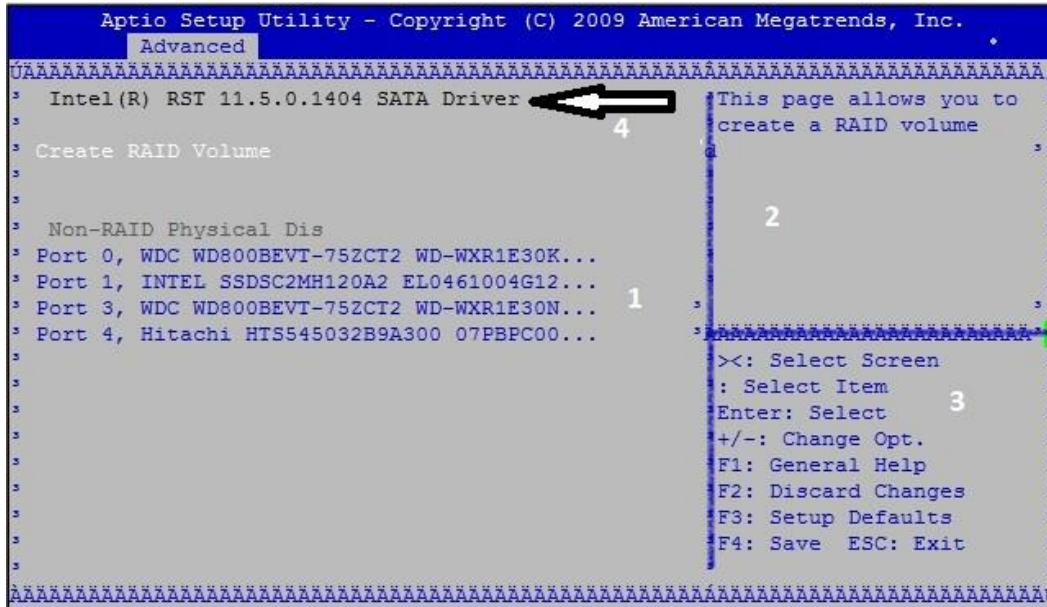 Aptio Setup Utility - Copyright (C) 2009 American Megatrends, Inc.
Advanced
Intel(R) RST 11.5.0.1404 SATA Driver
4
Create RAID Volume
Non-RAID Physical Dis
Port 0, WDC WD800BEVT-75ZCT2 WD-WXR1E30K...
Port 1, INTEL SSDSC2MH120A2 EL0461004G12...
Port 3, WDC WD800BEVT-75ZCT2 WD-WXR1E30N...
Port 4, Hitachi HTS545032B9A300 07PBPC00...
1
This page allows you to
create a RAID volume
2
><: Select Screen
: Select Item
Enter: Select
3
+/-: Change Opt.
F1: General Help
F2: Discard Changes
F3: Setup Defaults
F4: Save ESC: Exit